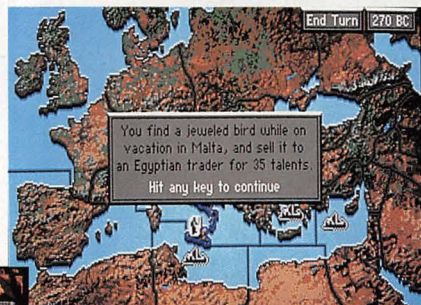 End Turn 270 BC
You find a jeweled bird while on
vacation in Malta, and sell it to
an Egyptian trader for 35 talents.
Hit any key to continue